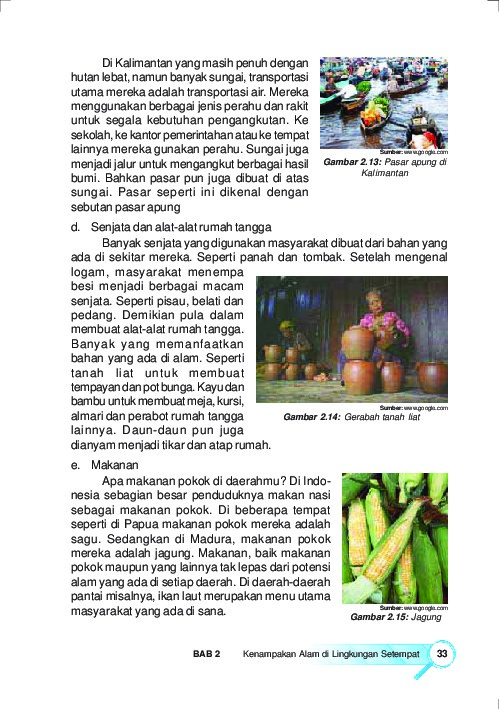 Di Kalimantan yang masih penuh dengan
hutan lebat, namun banyak sungai, transportasi
utama mereka adalah transportasi air. Mereka
menggunakan berbagai jenis perahu dan rakit
untuk segala kebutuhan pengangkutan. Ke
sekolah, ke kantor pemerintahan atau ke tempat
lainnya mereka gunakan perahu. Sungai juga
menjadi jalur untuk mengangkut berbagai hasil
bumi. Bahkan pasar pun juga dibuat di atas
sungai. Pasar seperti ini dikenal dengan
sebutan pasar apung
Sumber: www.google.com
Gambar 2.13: Pasar apung di
Kalimantan
d. Senjata dan alat-alat rumah tangga
Banyak senjata yang digunakan masyarakat dibuat dari bahan yang
ada di sekitar mereka. Seperti panah dan tombak. Setelah mengenal
logam, masyarakat menempa
besi menjadi berbagai macam
senjata. Seperti pisau, belati dan
pedang. Demikian pula dalam
membuat alat-alat rumah tangga.
Banyak yang memanfaatkan
bahan yang ada di alam. Seperti
tanah liat untuk membuat
tempayan dan pot bunga. Kayu dan
bambu untuk membuat meja, kursi,
almari dan perabot rumah tangga
lainnya. Daun-daun pun juga
dianyam menjadi tikar dan atap rumah.
Sumber: www.google.com
Gambar 2.14: Gerabah tanah liat
e. Makanan
Apa makanan pokok di daerahmu? Di Indo-
nesia sebagian besar penduduknya makan nasi
sebagai makanan pokok. Di beberapa tempat
seperti di Papua makanan pokok mereka adalah
sagu. Sedangkan di Madura, makanan pokok
mereka adalah jagung. Makanan, baik makanan
pokok maupun yang lainnya tak lepas dari potensi
alam yang ada di setiap daerah. Di daerah-daerah
pantai misalnya, ikan laut merupakan menu utama
masyarakat yang ada di sana.
Sumber: www.google.com
Gambar 2.15: Jagung
BAB 2 Kenampakan Alam di Lingkungan Setempat 33